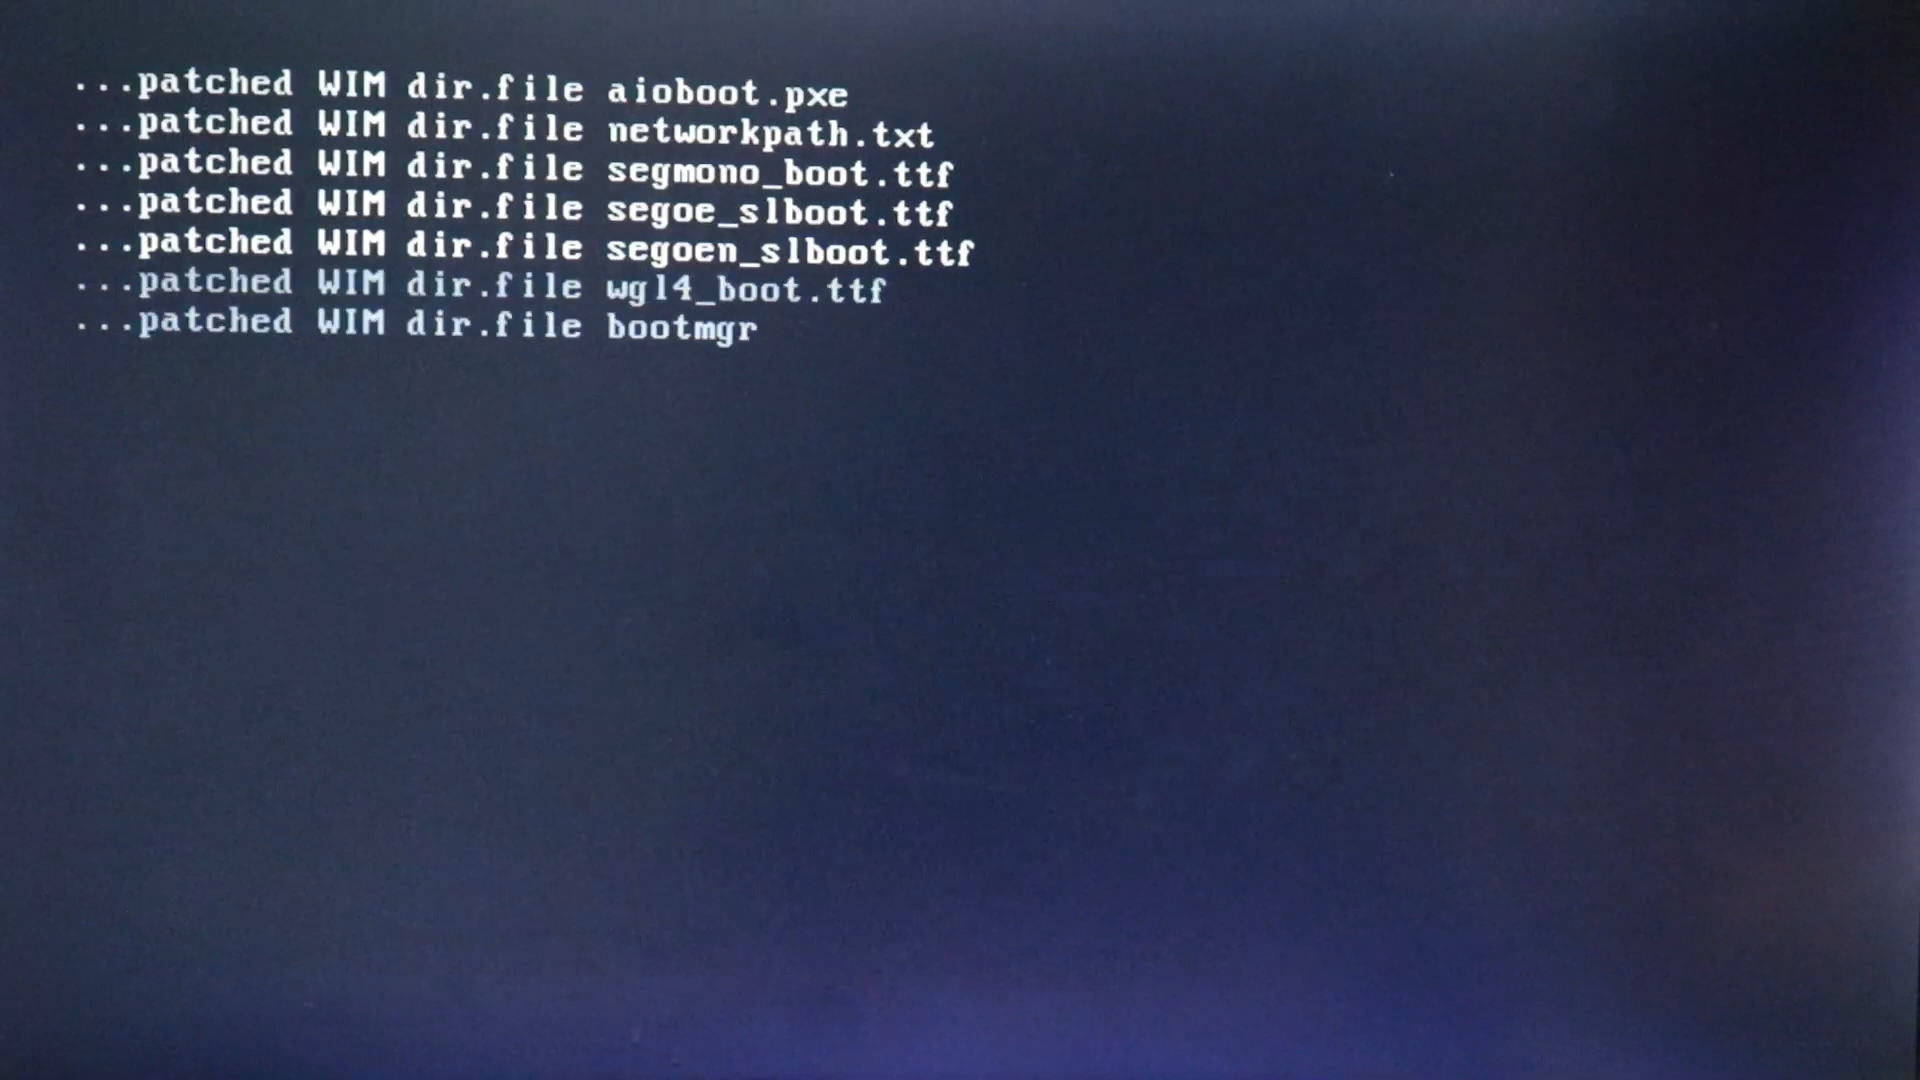 ...patched WIM dir.file aioboot.pxe
...patched WIM dir.file networkpath.txt
...patched WIM dir.file segmono_boot.ttf
...patched WIM dir.file segoe_slboot.ttf
...patched WIM dir.file segoen_slboot.ttf
...patched WIM dir.file wgl4_boot.ttf
...patched WIM dir.file bootmgr